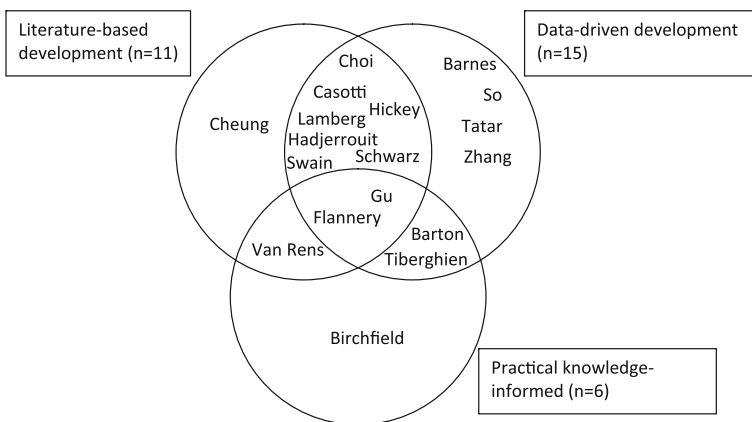 Literature-based
development (n=11)
Data-driven development
(n=15)
Choi
Barnes
Casotti
So
Hickey
Lamberg
Cheung
Tatar
Hadjerrouit
Swain
Schwarz
Zhang
Gu
Flannery
Barton
Van Rens
Tiberghien
Birchfield
Practical knowledge-
informed (n=6)